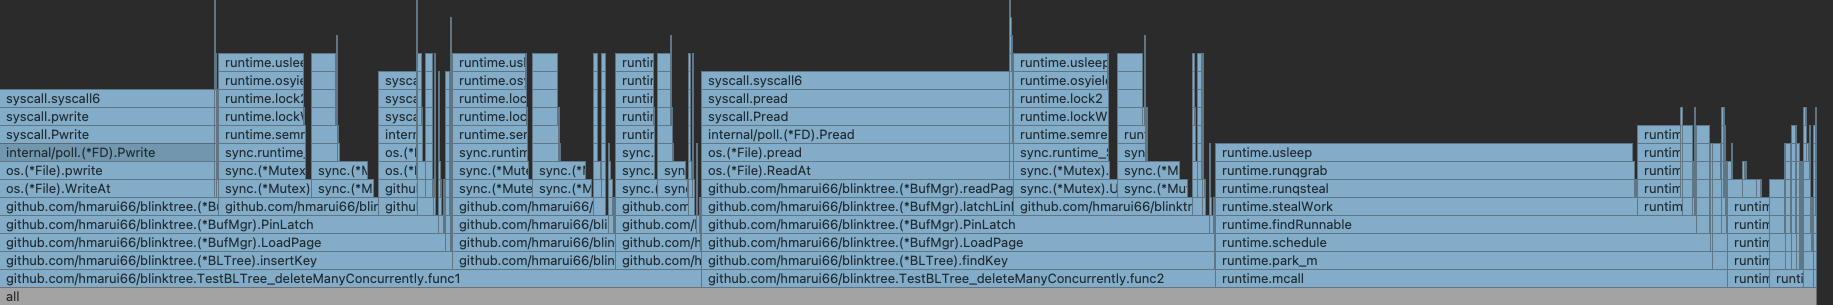 runtime.uslee runtime.usl runtin runtime.usleep
runtime.osyie sysca runtime.os runtir syscall.syscall6 runtime.osyiel
syscall.syscall6 runtime.lock2 sysca runtime.loc runtir syscall.pread runtime.lock2
syscall.pwrite runtime.lockV sysca runtime.loc runtir syscall.Pread runtime.lockW
syscall.Pwrite runtime.semr interr runtime.ser runtir internal/poll.(*FD).Pread runtime.semre run runtim
internal/poll.(*FD).Pwrite sync.runtime_ os.(*I sync.runtim sync. os.(*File).pread sync.runtime_ syn runtime.usleep runtim
os.(*File).pwrite sync.(*Mutex) sync.(*M os.(*I sync.(*Mute sync.(*I sync.( syn os.(*File).ReadAt sync.(*Mutex). sync.(*M runtime.runqgrab runtim
os.(*File).WriteAt sync.(*Mutex) sync.(*M githu sync.(*Mute sync.(*M sync.( syn github.com/hmarui66/blinktree.(*BufMgr).readPag sync.(*Mutex).U sync.(*Mu runtime.runqsteal runtim
github.com/hmarui66/blinktree.(*B github.com/hmarui66/blin githu github.com/hmarui66/ github.com github.com/hmarui66/blinktree.(*BufMgr).latchLinl github.com/hmarui66/blinktr runtime.stealWork runtim runtim
github.com/hmarui66/blinktree.(*BufMgr).PinLatch github.com/hmarui66/bli github.com/ github.com/hmarui66/blinktree.(*BufMgr).PinLatch runtime.findRunnable runtim
github.com/hmarui66/blinktree.(*BufMgr).LoadPage github.com/hmarui66/blin github.com/h github.com/hmarui66/blinktree.(*BufMgr).LoadPage runtime.schedule runtim
github.com/hmarui66/blinktree.(*BLTree).insertKey github.com/hmarui66/blin github.com/h github.com/hmarui66/blinktree.(*BLTree).findKey runtime.park_m runtim
github.com/hmarui66/blinktree.TestBLTree_deleteManyConcurrently.func1 github.com/hmarui66/blinktree.TestBLTree_deleteManyConcurrently.func2 runtime.mcall runtim runti
all